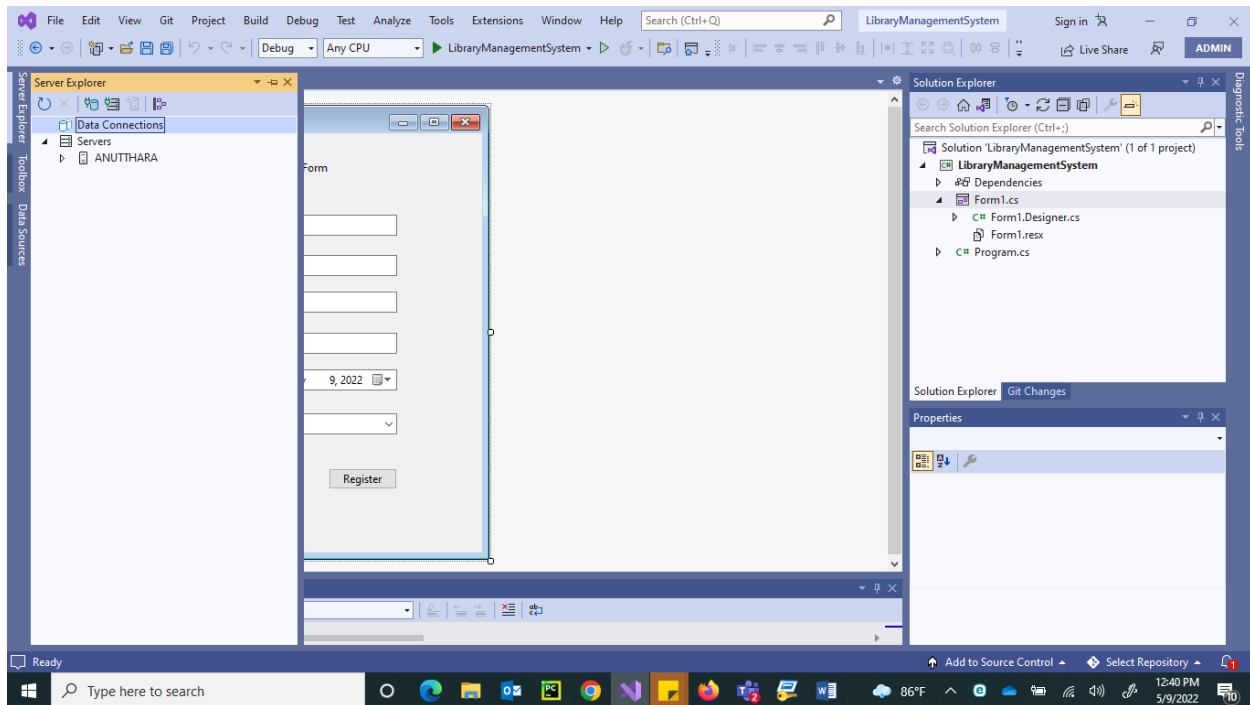 File Edit View Git Project Build Debug Test Analyze Tools Extensions Window Help Search (Ctrl+Q) LibraryManagementSystem Sign in
Debug Any CPU LibraryManagementSystem Live Share ADMIN
Server Explorer
Toolbox
Data Sources
Server Explorer
Data Connections
Servers
ANUTTHARA
Form
9, 2022
Register
Solution Explorer
Search Solution Explorer (Ctrl+;)
Solution 'LibraryManagementSystem' (1 of 1 project)
C# LibraryManagementSystem
Dependencies
Form1.cs
C# Form1.Designer.cs
Form1.resx
C# Program.cs
Solution Explorer Git Changes
Properties
Diagnostic Tools
Ready Add to Source Control Select Repository 1
Type here to search 86°F 12:40 PM
5/9/2022
10